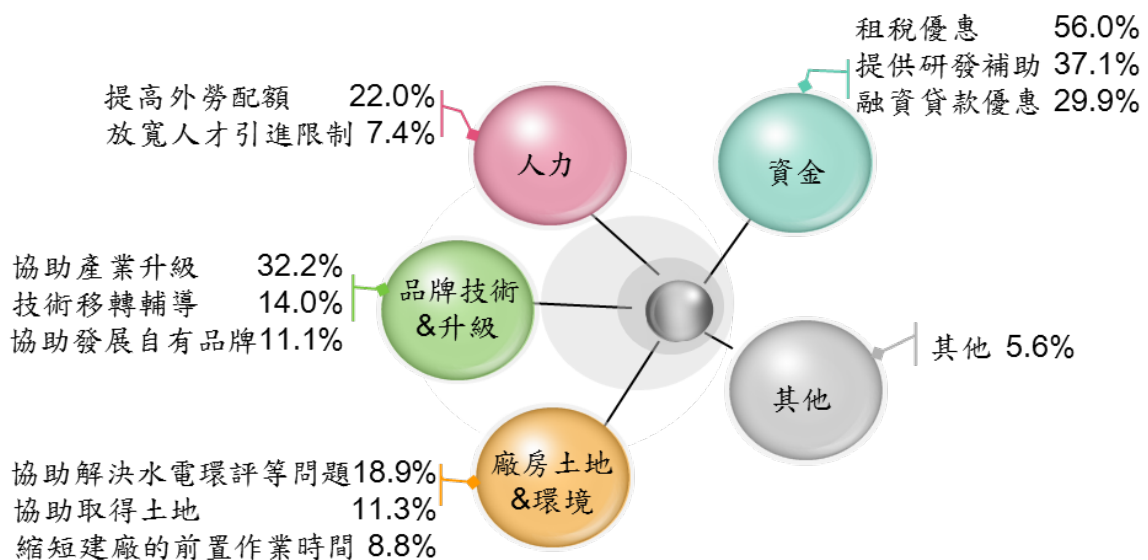 租稅優惠 56.0%
提供研發補助 37.1%
融資貸款優惠 29.9%
資金
提高外勞配額 22.0%
放寬人才引進限制 7.4%
人力
協助產業升級 32.2%
技術移轉輔導 14.0%
協助發展自有品牌11.1%
品牌技術
&升級
其他 5.6%
其他
協助解決水電環評等問題18.9%
協助取得土地 11.3%
縮短建廠的前置作業時間 8.8%
廠房土地
&環境